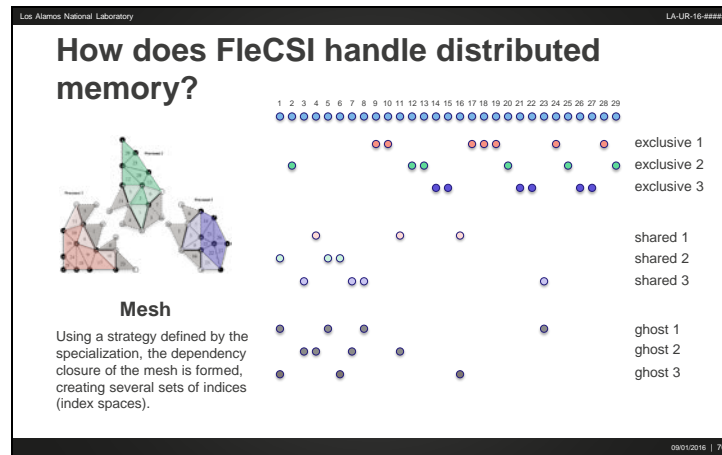 Los Alamos National Laboratory
LA-UR-16-####
How does FleCSI handle distributed
memory?
1 2 3 4 5 6 7 8 9 10 11 12 13 14 15 16 17 18 19 20 21 22 23 24 25 26 27 28 29
exclusive 1
exclusive 2
exclusive 3
shared 1
shared 2
shared 3
ghost 1
ghost 2
ghost 3
Mesh
Using a strategy defined by the
specialization, the dependency
closure of the mesh is formed,
creating several sets of indices
(index spaces).
09/01/2016 |